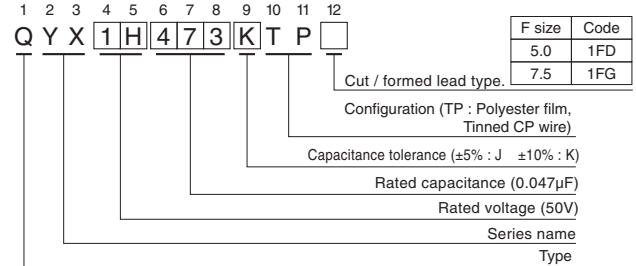 1 2 3 4 5 6 7 8 9 10 11 12
Q Y X 1 H 4 7 3 K T P
F size Code
5.0 1FD
7.5 1FG
Cut / formed lead type.
Configuration (TP : Polyester film,
Tinned CP wire)
Capacitance tolerance (±5% : J ±10% : K)
Rated capacitance (0.047µF)
Rated voltage (50V)
Series name
Type